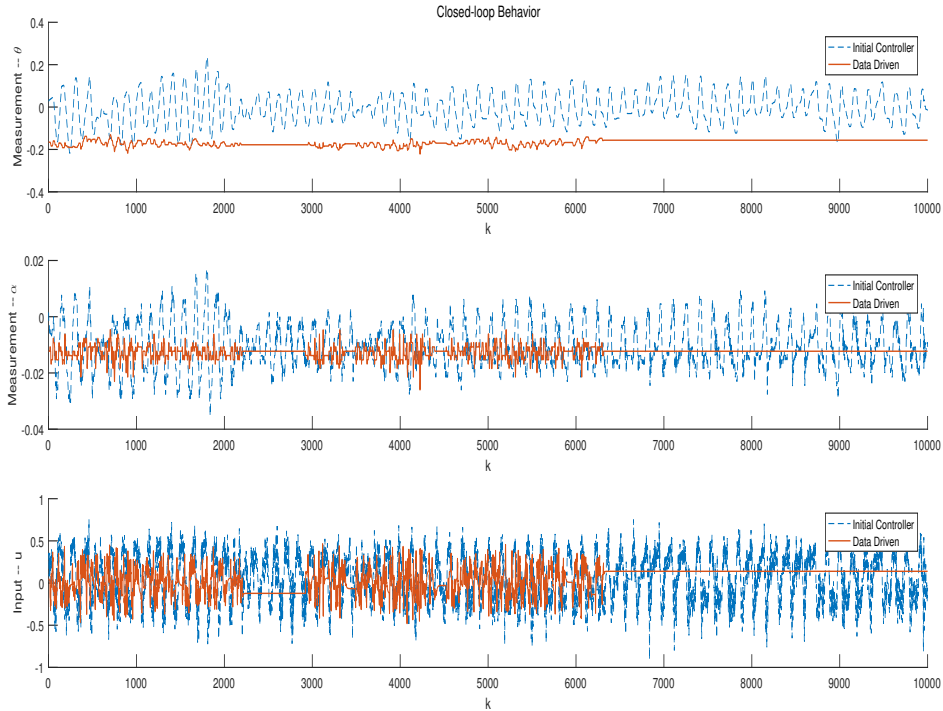 Closed-loop Behavior
0.4
0.2
0
-0.2
-0.4
Measurement -- θ
Initial Controller
Data Driven
0 1000 2000 3000 4000 5000 6000 7000 8000 9000 10000
k
0.02
0
-0.02
-0.04
Measurement -- α
Initial Controller
Data Driven
0 1000 2000 3000 4000 5000 6000 7000 8000 9000 10000
k
1
0.5
0
-0.5
-1
Input -- u
Initial Controller
Data Driven
0 1000 2000 3000 4000 5000 6000 7000 8000 9000 10000
k